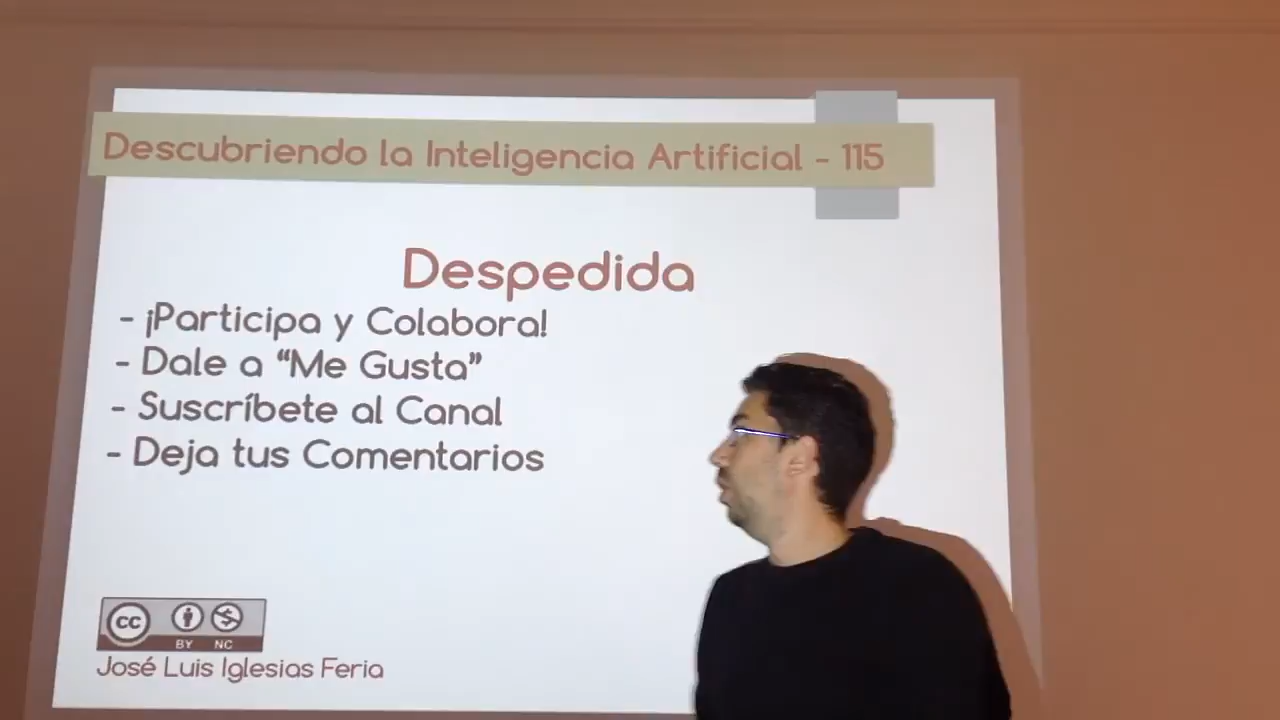 Descubriendo la Inteligencia Artificial - 115
Despedida
- ¡Participa y Colabora!
- Dale a “Me Gusta”
- Suscríbete al Canal
- Deja tus Comentarios
cc
BY NC
José Luis Iglesias Feria